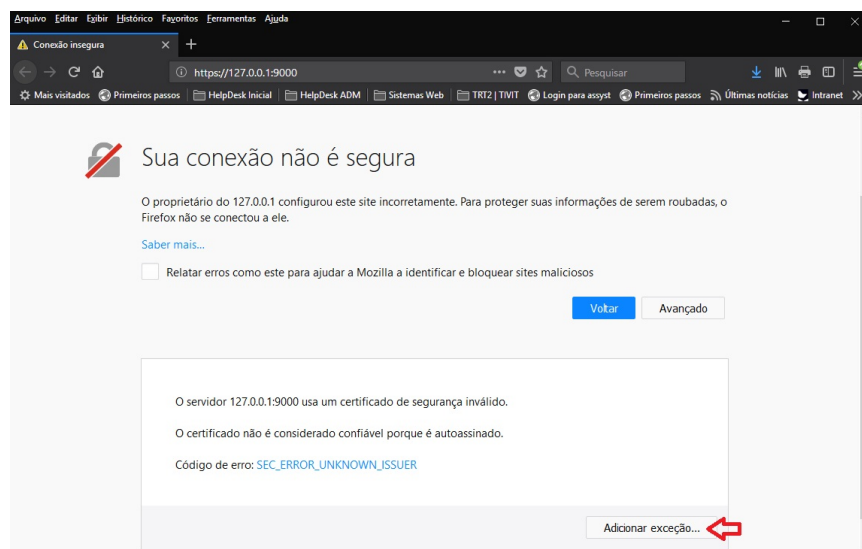 Arquivo Editar Exibir Histórico Favoritos Ferramentas Ajuda
Conexão insegura
https://127.0.0.1:9000
Pesquisar
Mais visitados Primeiros passos HelpDesk Inicial HelpDesk ADM Sistemas Web TRT2 | TIVIT Login para assyst Primeiros passos Últimas notícias Intranet
Sua conexão não é segura
O proprietário do 127.0.0.1 configurou este site incorretamente. Para proteger suas informações de serem roubadas, o
Firefox não se conectou a ele.
Saber mais...
Relatar erros como este para ajudar a Mozilla a identificar e bloquear sites maliciosos
Voltar Avançado
O servidor 127.0.0.1:9000 usa um certificado de segurança inválido.
O certificado não é considerado confiável porque é autoassinado.
Código de erro: SEC_ERROR_UNKNOWN_ISSUER
Adicionar exceção...